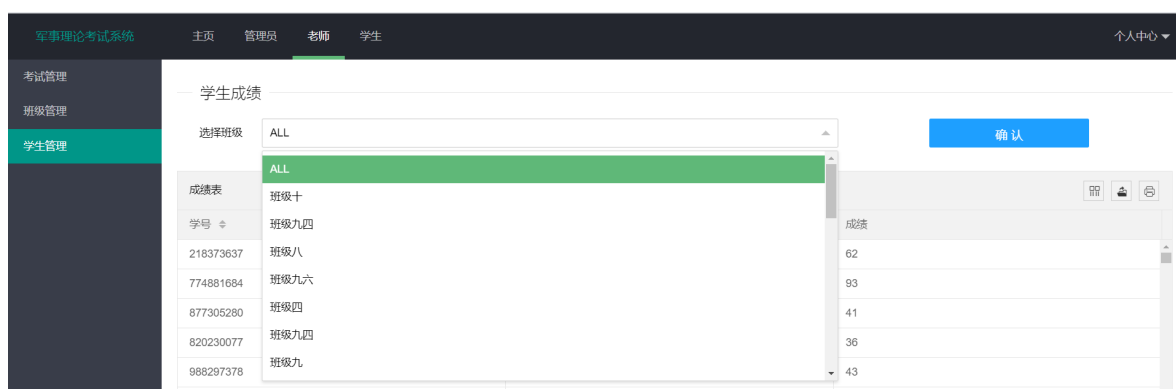 军事理论考试系统 主页 管理员 老师 学生 个人中心
考试管理
班级管理
学生管理
学生成绩
选择班级 ALL 确认
ALL
班级十
班级九四
班级八
班级九六
班级四
班级九四
班级九
成绩表
学号 成绩
218373637 62
774881684 93
877305280 41
820230077 36
988297378 43